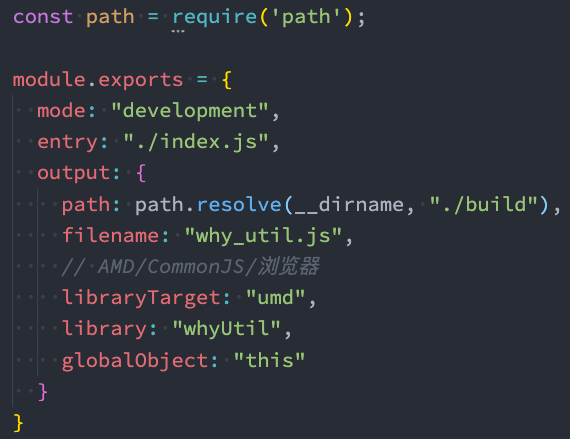 const path = require('path');

module.exports = {
  mode: "development",
  entry: "./index.js",
  output: {
    path: path.resolve(__dirname, "./build"),
    filename: "why_util.js",
    // AMD/CommonJS/浏览器
    libraryTarget: "umd",
    library: "whyUtil",
    globalObject: "this"
  }
}